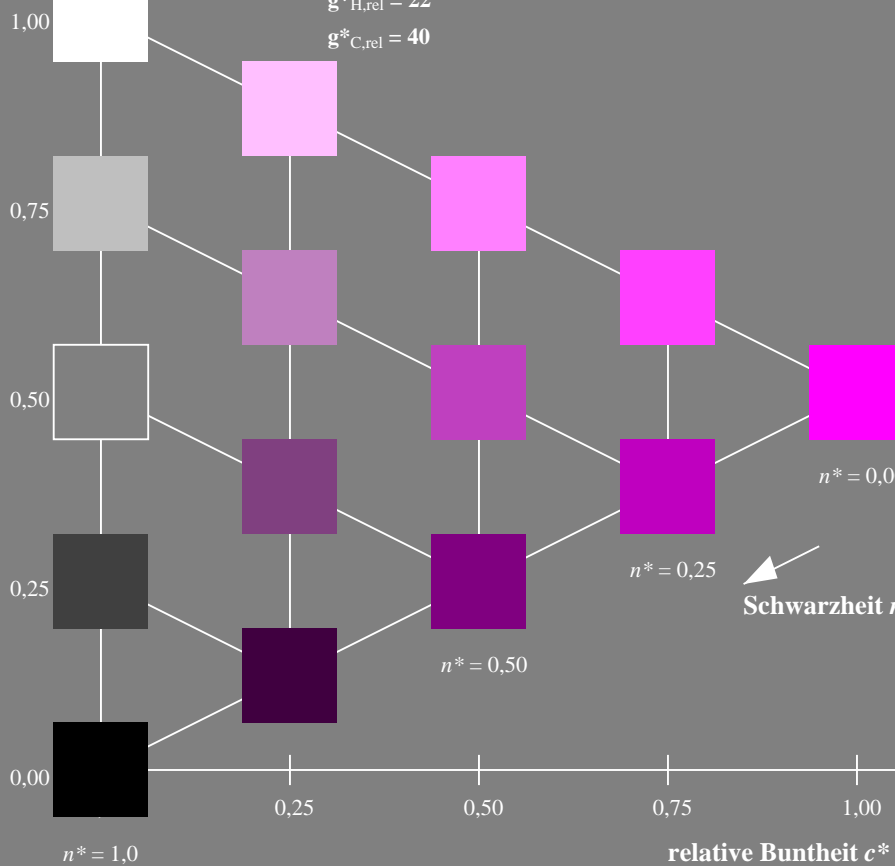 g*H,rel = 22
g*C,rel = 40
1,00
0,75
0,50
0,25
0,00
n* = 0,0
n* = 0,25
Schwarzheit n
n* = 0,50
0,25 0,50 0,75 1,00
n* = 1,0
relative Buntheit c*